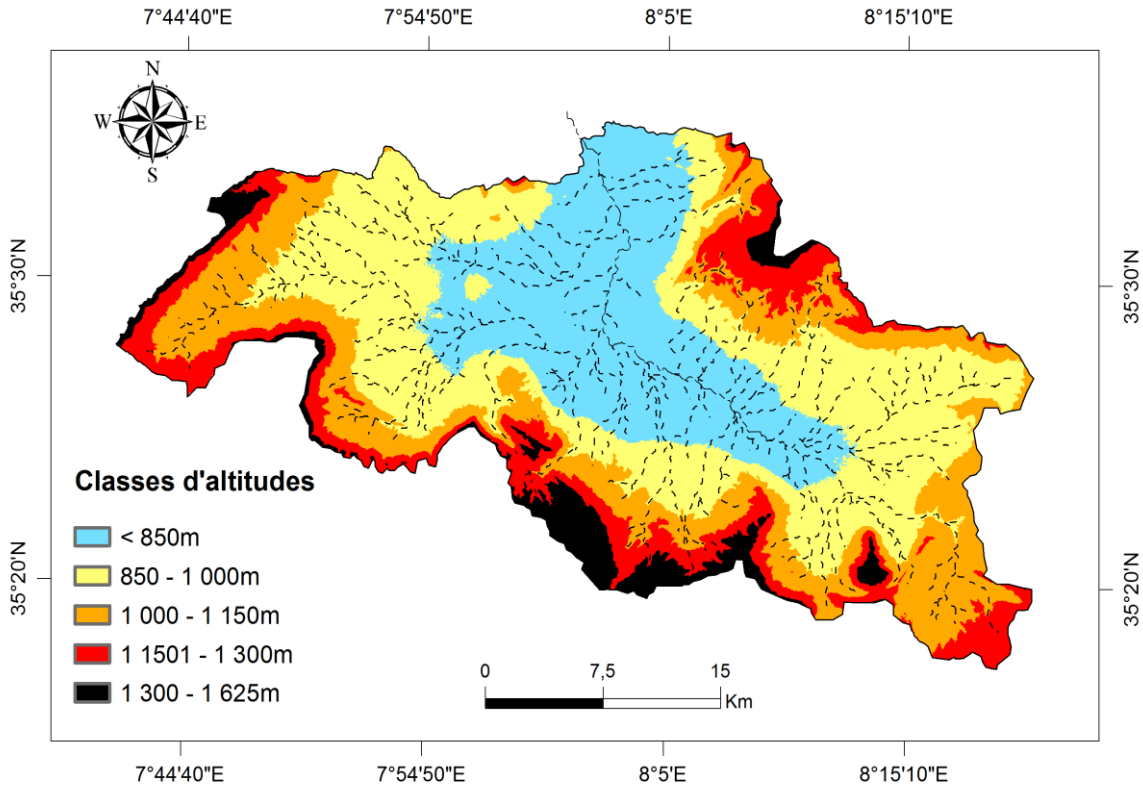 7°44'40"E 7°54'50"E 8°5'E 8°15'10"E
N
W E
S
35°30'N 35°30'N
Classes d'altitudes
< 850m
850 - 1 000m
1 000 - 1 150m
1 1501 - 1 300m
1 300 - 1 625m
35°20'N 35°20'N
0 7,5 15
Km
7°44'40"E 7°54'50"E 8°5'E 8°15'10"E